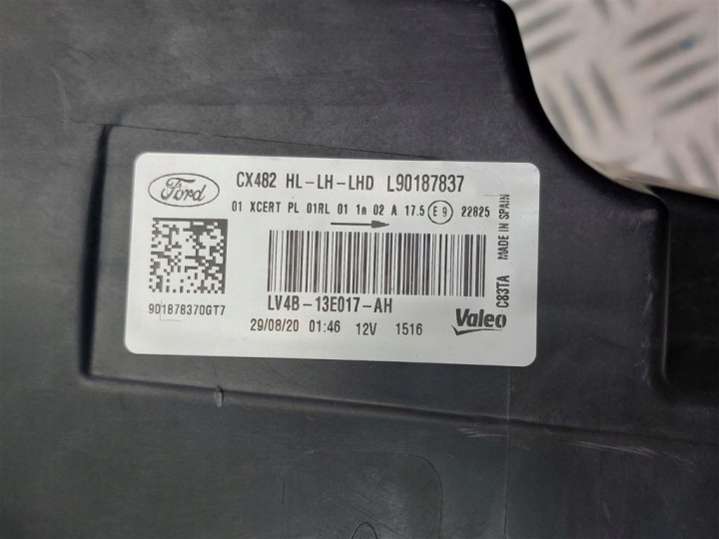 Ford
CX482 HL-LH-LHD L90187837
01 XCERT PL 01RL 01 1a 02 A 17.5 E9 22825
901878370GT7
LV4B-13E017-AH
29/08/20 01:46 12V 1516
Valeo
C83TA MADE IN SPAIN